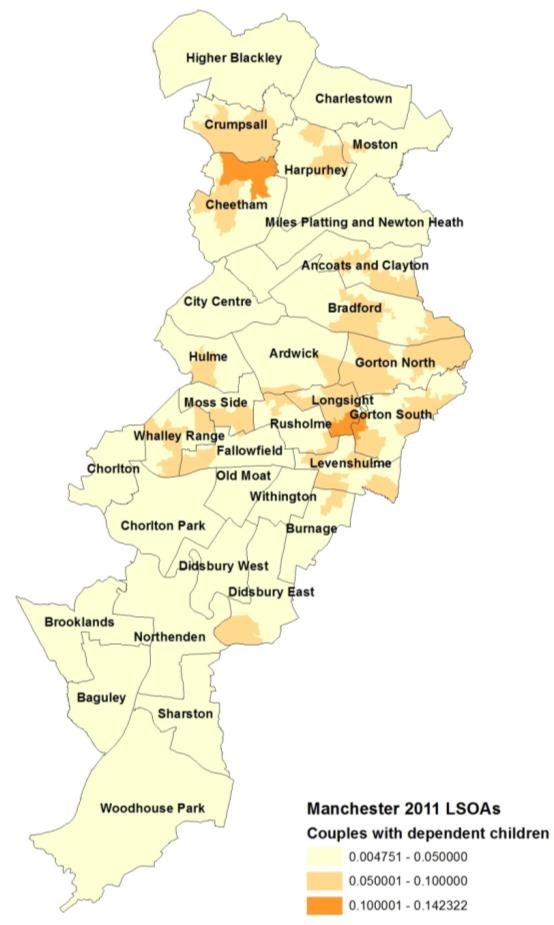 Higher Blackley
Charlestown
Crumpsall
Moston
Harpurhey
Cheetham
Miles Platting and Newton Heath
Ancoats and Clayton
City Centre
Bradford
Hulme
Ardwick
Gorton North
Moss Side
Longsight
Gorton South
Rusholme
Whalley Range
Fallowfield
Levenshulme
Chorlton
Old Moat
Withington
Chorlton Park
Burnage
Didsbury West
Didsbury East
Brooklands
Northenden
Baguley
Sharston
Woodhouse Park
Manchester 2011 LSOAs
Couples with dependent children
0.004751 - 0.050000
0.050001 - 0.100000
0.100001 - 0.142322